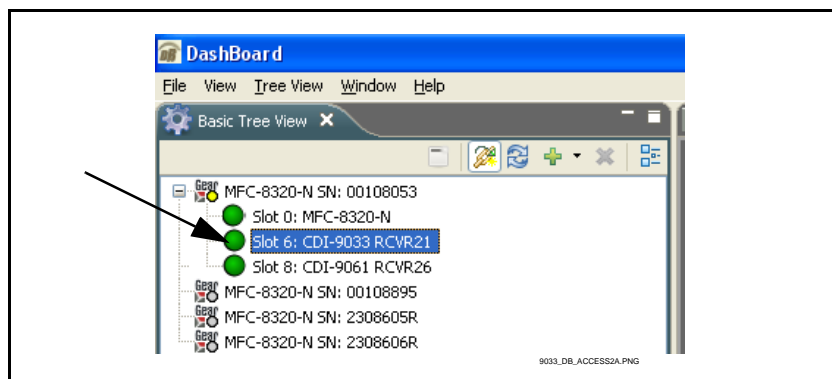 DashBoard
File View Tree View Window Help
Basic Tree View
Gear MFC-8320-N SN: 00108053
Slot 0: MFC-8320-N
Slot 6: CDI-9033 RCVR21
Slot 8: CDI-9061 RCVR26
Gear MFC-8320-N SN: 00108895
Gear MFC-8320-N SN: 2308605R
Gear MFC-8320-N SN: 2308606R
9033_DB_ACCESS2A.PNG